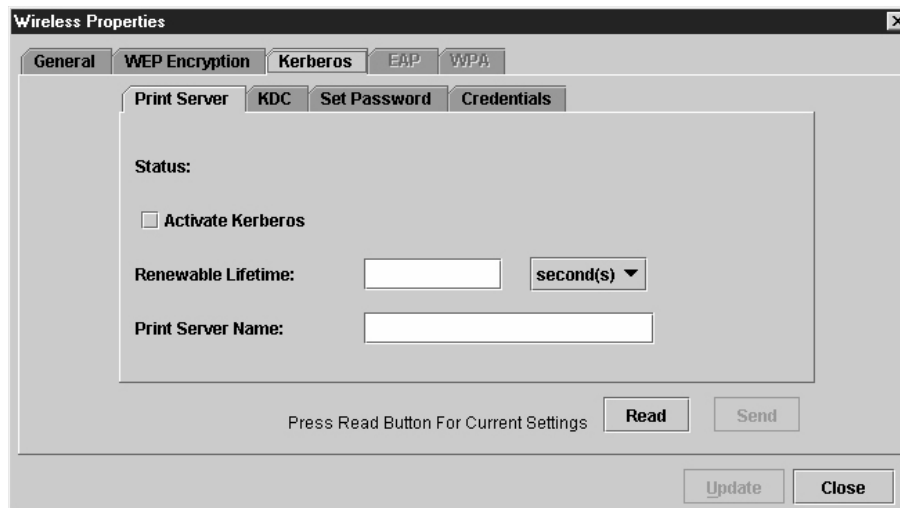 Wireless Properties
General WEP Encryption Kerberos EAP WPA
Print Server KDC Set Password Credentials
Status:
Activate Kerberos
Renewable Lifetime: second(s)
Print Server Name:
Press Read Button For Current Settings Read Send
Update Close